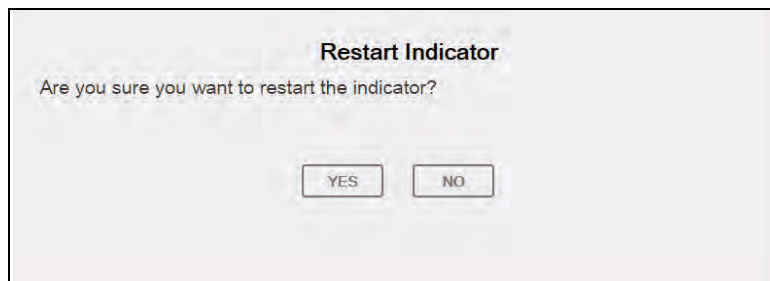 Restart Indicator
Are you sure you want to restart the indicator?
YES NO